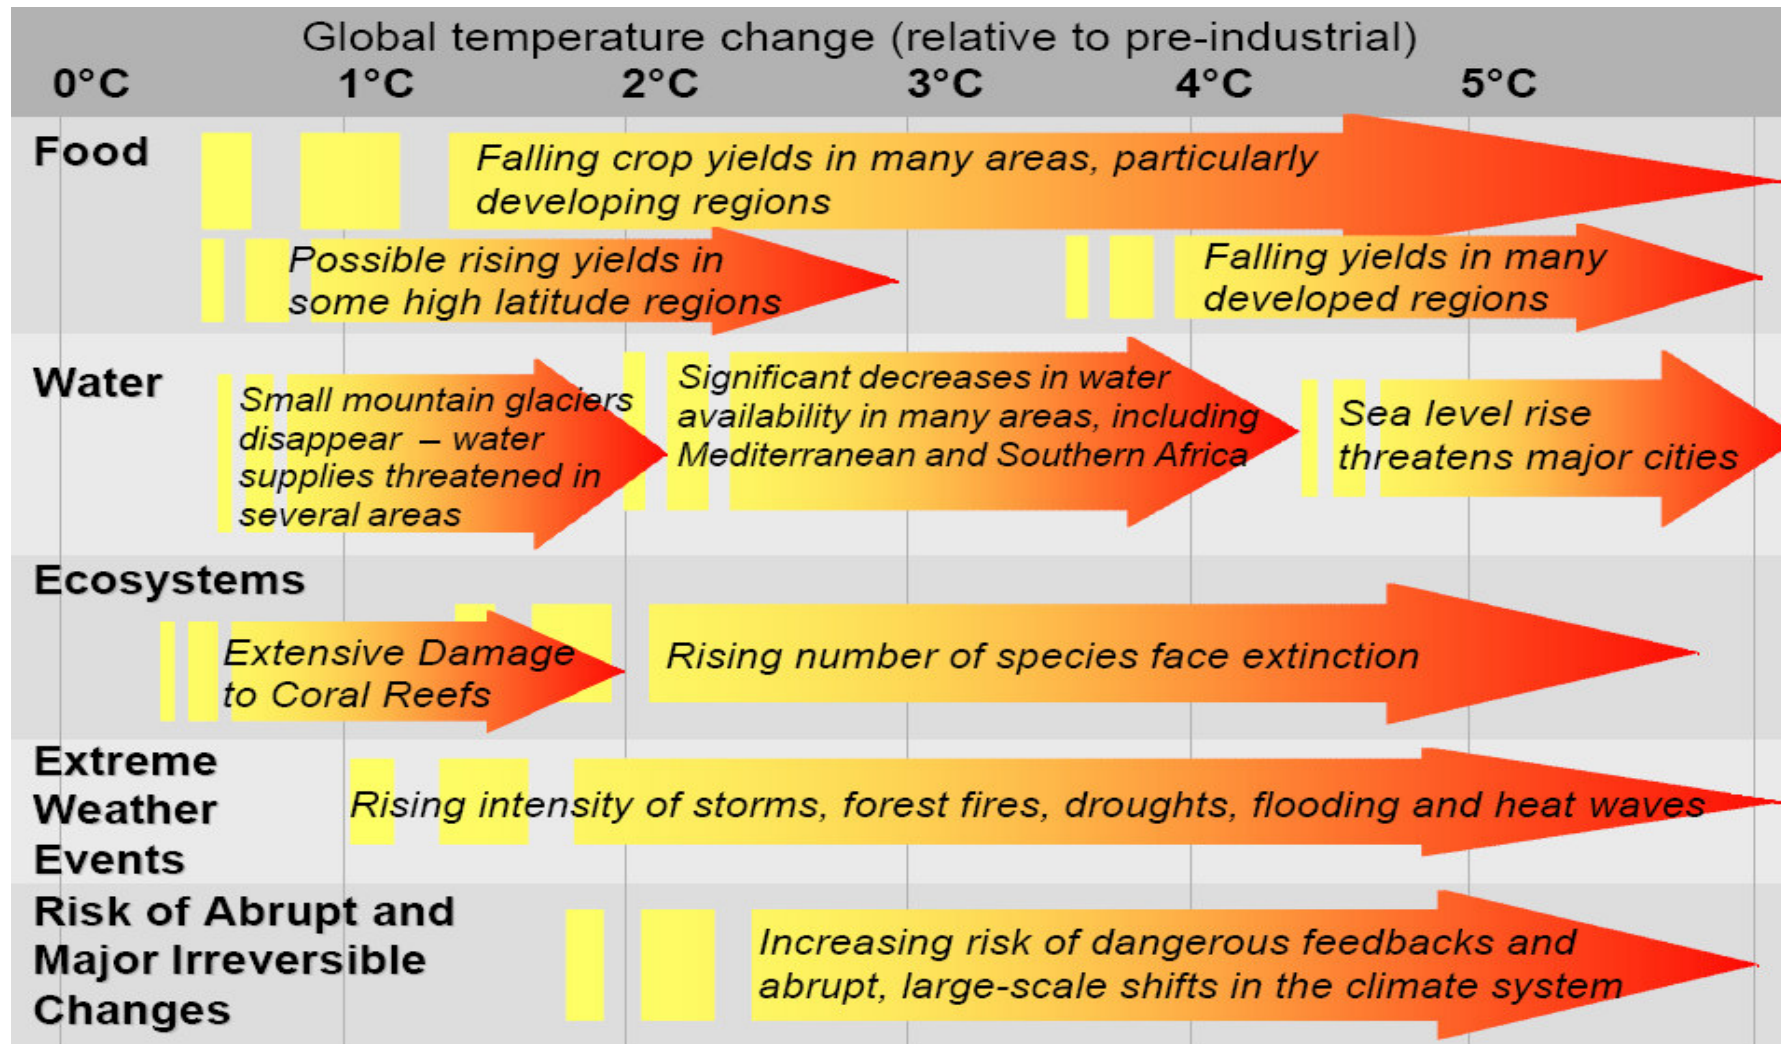 Global temperature change (relative to pre-industrial)
0°C 1°C 2°C 3°C 4°C 5°C
Food
Falling crop yields in many areas, particularly
developing regions
Possible rising yields in
some high latitude regions
Falling yields in many
developed regions
Water
Small mountain glaciers
disappear – water
supplies threatened in
several areas
Significant decreases in water
availability in many areas, including
Mediterranean and Southern Africa
Sea level rise
threatens major cities
Ecosystems
Extensive Damage
to Coral Reefs
Rising number of species face extinction
Extreme
Weather
Events
Rising intensity of storms, forest fires, droughts, flooding and heat waves
Risk of Abrupt and
Major Irreversible
Changes
Increasing risk of dangerous feedbacks and
abrupt, large-scale shifts in the climate system